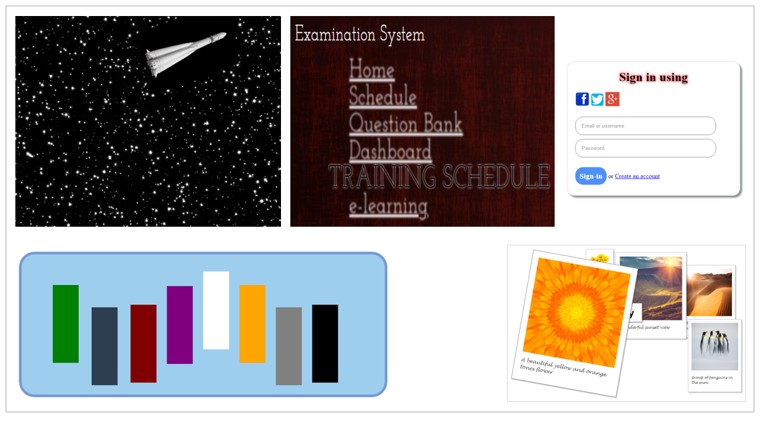 Examination System
Home
Schedule
Question Bank
Dashboard
TRAINING SCHEDULE
e-learning
Sign in using
f
g+
Email or username
Password
Sign-in or Create an account
A beautiful yellow and orange
tones flower
sunset view
Group of penguins in
the snow